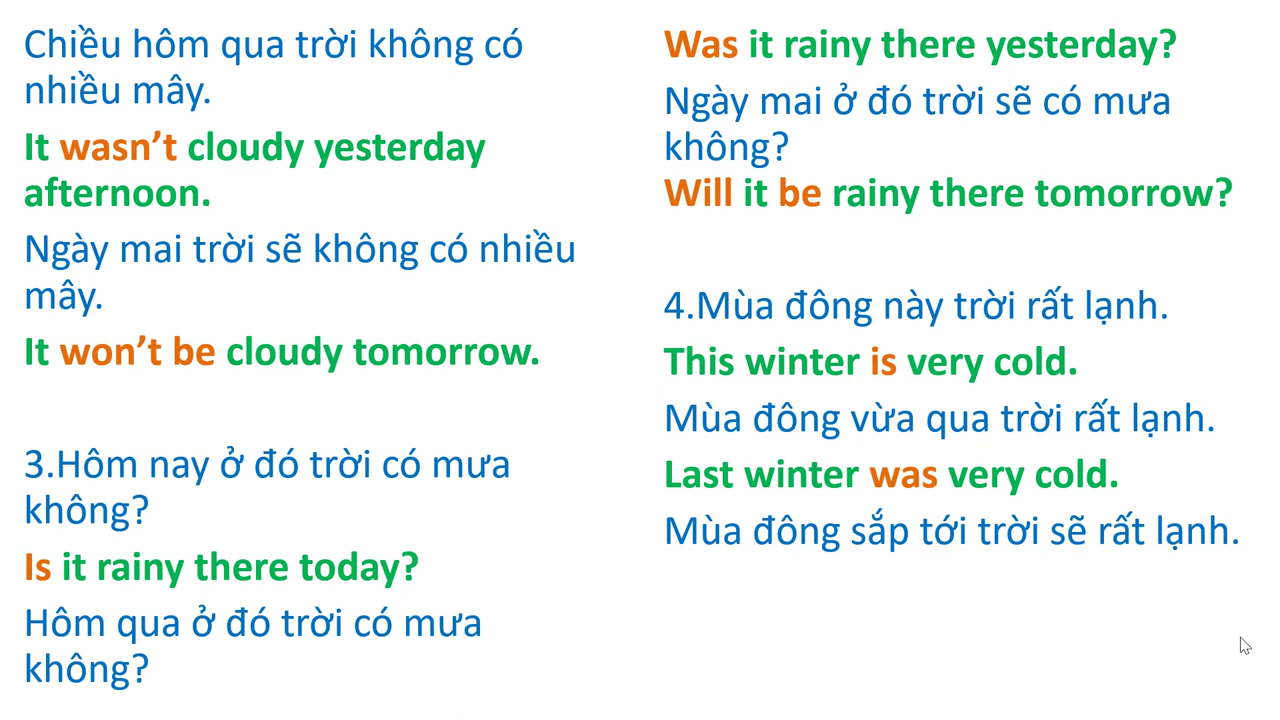 Chiều hôm qua trời không có
nhiều mây.
It wasn’t cloudy yesterday
afternoon.
Ngày mai trời sẽ không có nhiều
mây.
It won’t be cloudy tomorrow.
3.Hôm nay ở đó trời có mưa
không?
Is it rainy there today?
Hôm qua ở đó trời có mưa
không?
Was it rainy there yesterday?
Ngày mai ở đó trời sẽ có mưa
không?
Will it be rainy there tomorrow?
4.Mùa đông này trời rất lạnh.
This winter is very cold.
Mùa đông vừa qua trời rất lạnh.
Last winter was very cold.
Mùa đông sắp tới trời sẽ rất lạnh.